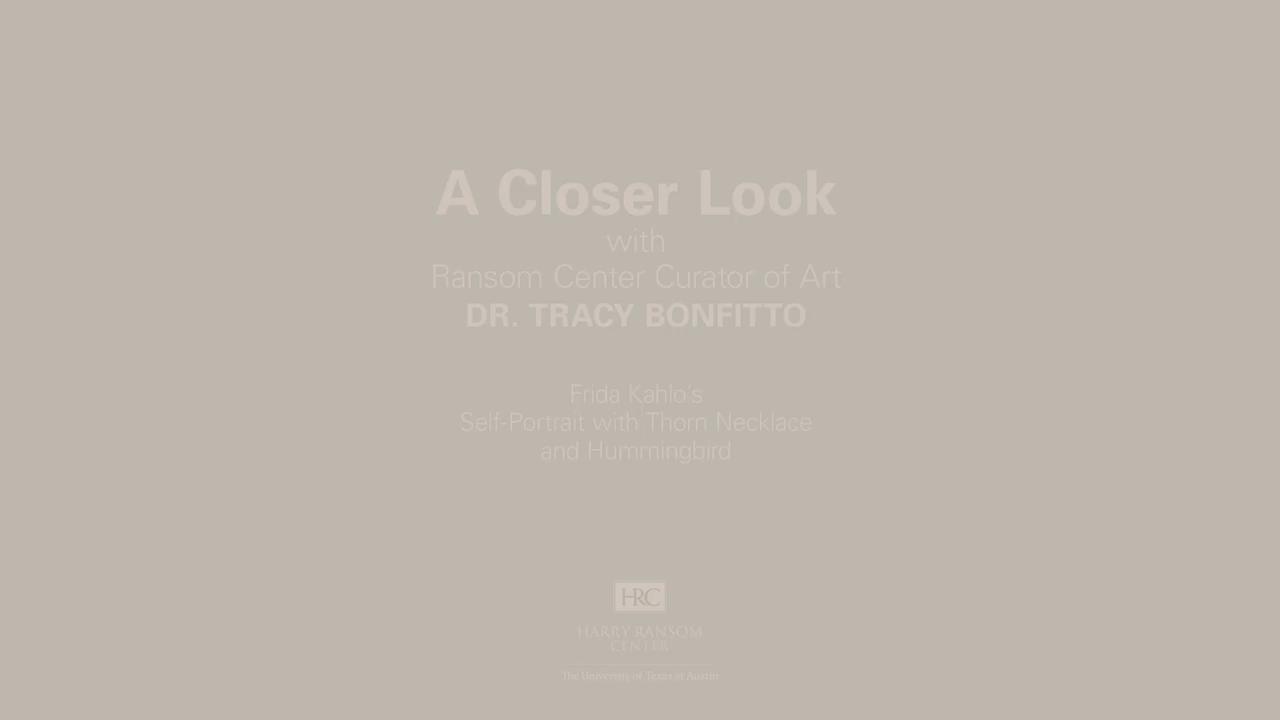 A Closer Look
with
Ransom Center Curator of Art
DR. TRACY BONFITTO
Frida Kahlo's
Self-Portrait with Thorn Necklace
and Hummingbird
HRC
HARRY RANSOM
CENTER
The University of Texas at Austin